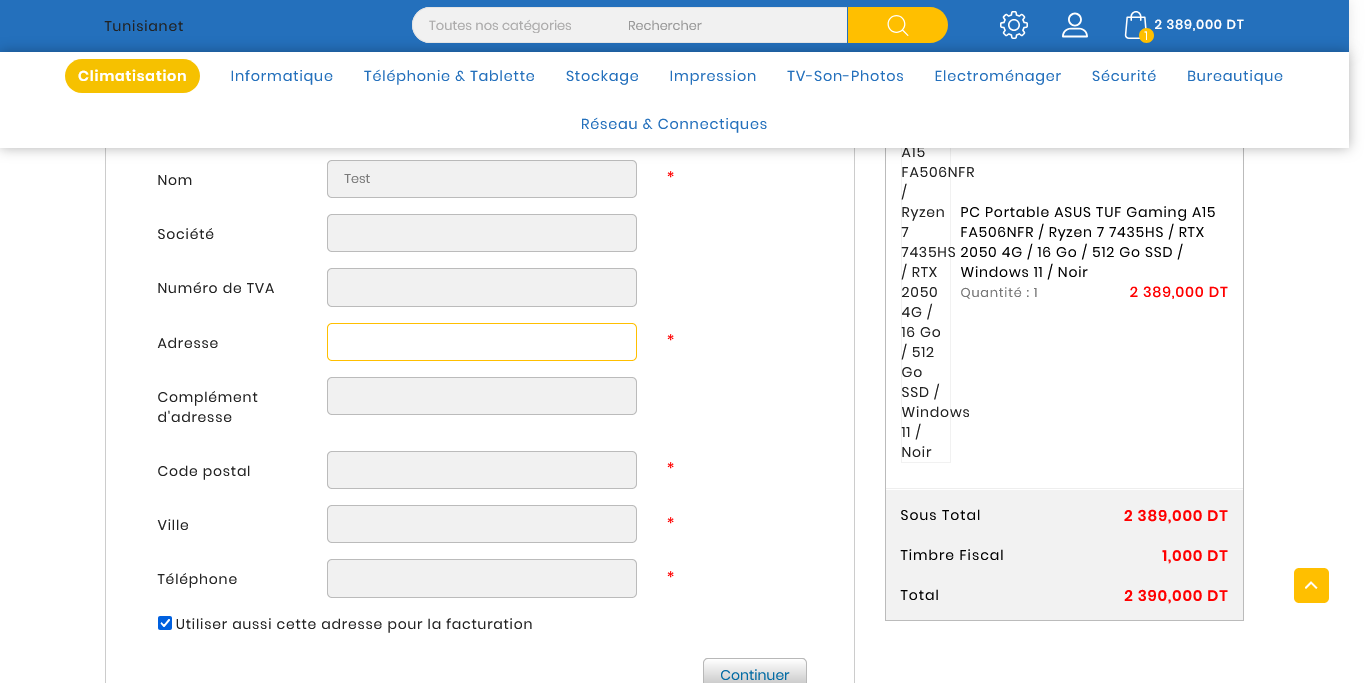 Tunisianet
Toutes nos catégories
Rechercher
1
2 389,000 DT
Climatisation
Informatique
Téléphonie & Tablette
Stockage
Impression
TV-Son-Photos
Electroménager
Sécurité
Bureautique
Réseau & Connectiques
Nom
Test
*
Société
Numéro de TVA
Adresse
*
Complément
d'adresse
Code postal
*
Ville
*
Téléphone
*
Utiliser aussi cette adresse pour la facturation
Continuer
A15
FA506NFR
/
Ryzen
7
7435HS
/ RTX
2050
4G /
16 Go
/ 512
Go
SSD /
Windows
11 /
Noir
PC Portable ASUS TUF Gaming A15
FA506NFR / Ryzen 7 7435HS / RTX
2050 4G / 16 Go / 512 Go SSD /
Windows 11 / Noir
Quantité : 1
2 389,000 DT
Sous Total
2 389,000 DT
Timbre Fiscal
1,000 DT
Total
2 390,000 DT